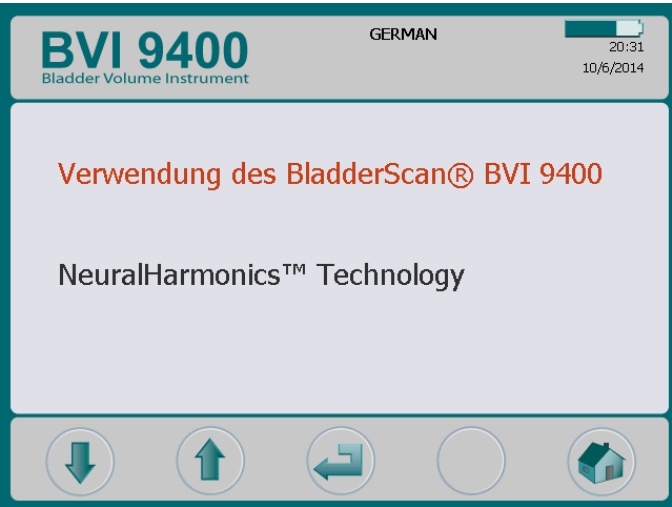 BVI 9400
Bladder Volume Instrument
GERMAN
20:31
10/6/2014
Verwendung des BladderScan® BVI 9400
NeuralHarmonics™ Technology